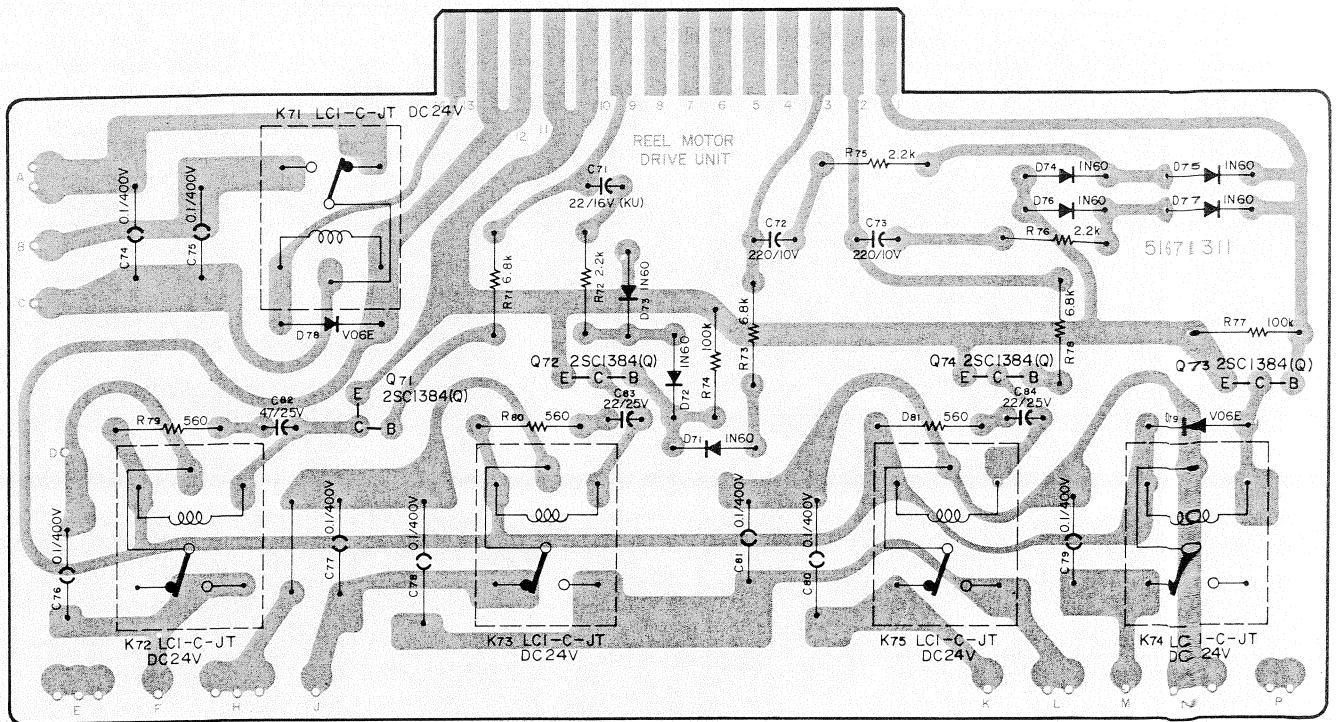 K71 LC1-C-JT DC24V
13 12 11 10 9 8 7 6 5 4 3 2 1
REEL MOTOR
DRIVE UNIT
A
B
C
D
0.1/400V
C74
0.1/400V
C75
D78 V06E
C71
22/16V (KU)
R71 6.8k
R72 2.2k
D73 1N60
R75 2.2k
C72
220/10V
C73
220/10V
D74 1N60
D75 1N60
D76 1N60
D77 1N60
R76 2.2k
5167 311
R73 6.8k
R74 100k
D72 1N60
D71 1N60
R78 6.8k
R77 100k
Q71
2SC1384(Q)
E
C B
Q72 2SC1384(Q)
E C B
Q74 2SC1384(Q)
E C B
Q73 2SC1384(Q)
E C B
R79 560
C82
47/25V
R80 560
C83
22/25V
D81 560
C84
22/25V
V06E
C76 0.1/400V
C77 0.1/400V
C78 0.1/400V
C81 0.1/400V
C80 0.1/400V
C79 0.1/400V
K72 LC1-C-JT
DC24V
K73 LC1-C-JT
DC24V
K75 LC1-C-JT
DC24V
K74 LC1-C-JT
DC 24V
E F H J K L M N P